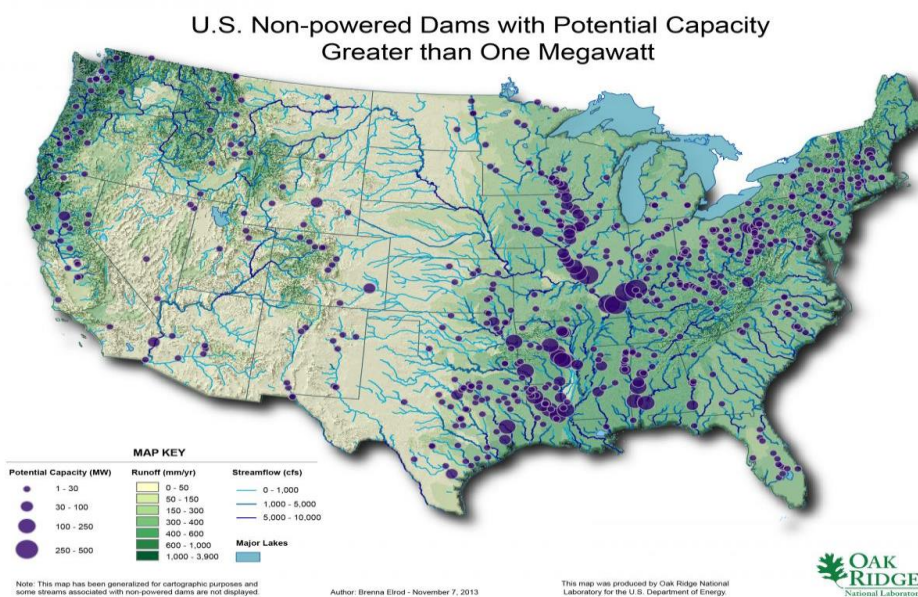 U.S. Non-powered Dams with Potential Capacity
Greater than One Megawatt
MAP KEY
Potential Capacity (MW)
1 - 30
30 - 100
100 - 250
250 - 500
Runoff (mm/yr)
0 - 50
50 - 150
150 - 300
300 - 400
400 - 600
600 - 1,000
1,000 - 3,900
Streamflow (cfs)
0 - 1,000
1,000 - 5,000
5,000 - 10,000
Major Lakes
Note: This map has been generalized for cartographic purposes and
some streams associated with non-powered dams are not displayed.
Author: Brenna Elrod - November 7, 2013
This map was produced by Oak Ridge National
Laboratory for the U.S. Department of Energy.
OAK
RIDGE
National Laborator